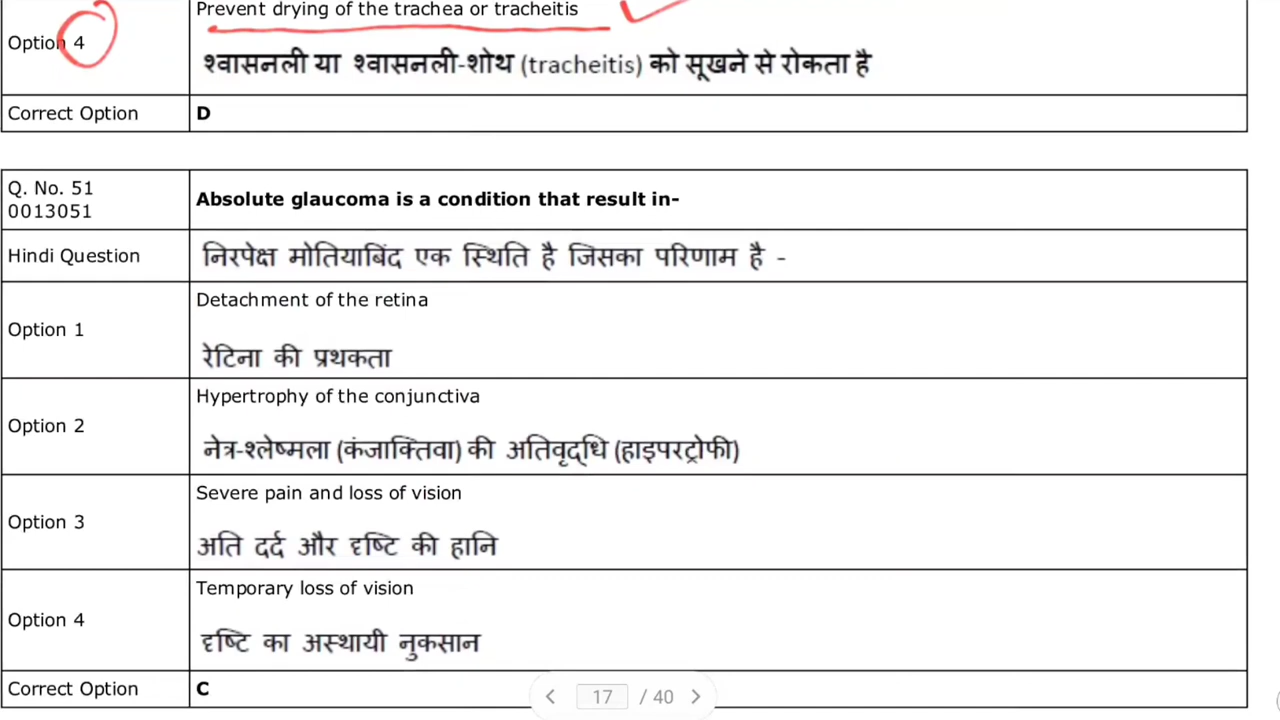 Prevent drying of the trachea or tracheitis
Option 4
श्वासनली या श्वासनली-शोथ (tracheitis) को सूखने से रोकता है
Correct Option D
Q. No. 51
0013051
Absolute glaucoma is a condition that result in-
Hindi Question निरपेक्ष मोतियाबिंद एक स्थिति है जिसका परिणाम है -
Detachment of the retina
Option 1
रेटिना की प्रथकता
Hypertrophy of the conjunctiva
Option 2
नेत्र-श्लेष्मला (कंजाक्तिवा) की अतिवृद्धि (हाइपरट्रोफी)
Severe pain and loss of vision
Option 3
अति दर्द और दृष्टि की हानि
Temporary loss of vision
Option 4
दृष्टि का अस्थायी नुकसान
Correct Option C
17 / 40